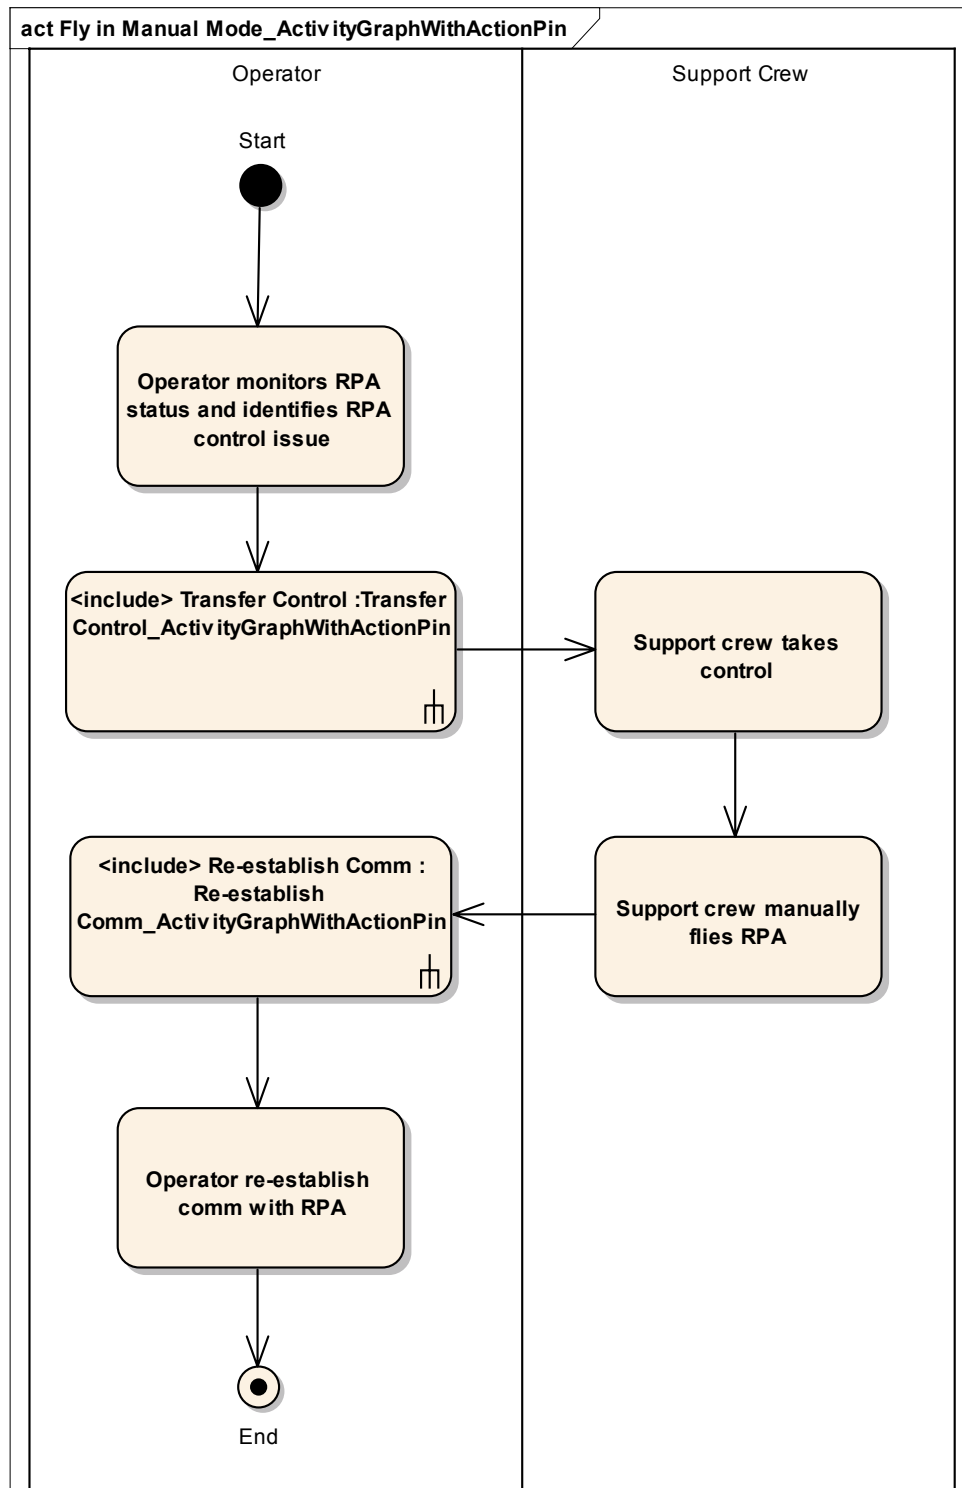 act Fly in Manual Mode_ActivityGraphWithActionPin
Operator
Support Crew
Start
Operator monitors RPA
status and identifies RPA
control issue
<include> Transfer Control :Transfer
Control_ActivityGraphWithActionPin
Support crew takes
control
<include> Re-establish Comm :
Re-establish
Comm_ActivityGraphWithActionPin
Support crew manually
flies RPA
Operator re-establish
comm with RPA
End